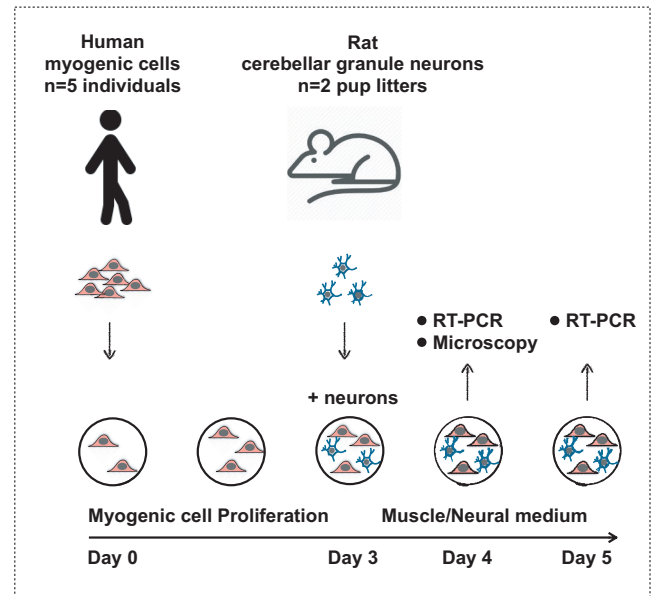 Human
myogenic cells
n=5 individuals
Rat
cerebellar granule neurons
n=2 pup litters
● RT-PCR
● Microscopy
● RT-PCR
+ neurons
Myogenic cell Proliferation
Muscle/Neural medium
Day 0
Day 3
Day 4
Day 5